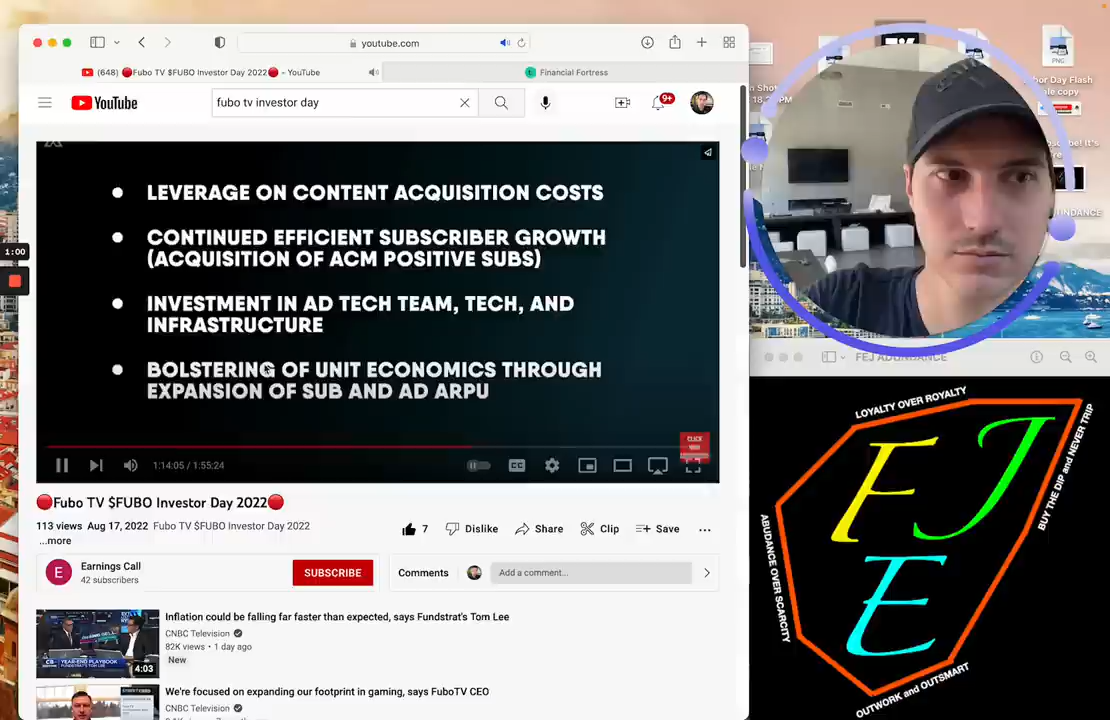 youtube.com
(648) 🔴Fubo TV $FUBO Investor Day 2022🔴 - YouTube
Financial Fortress
YouTube
fubo tv investor day
9+
PNG
1:00
LEVERAGE ON CONTENT ACQUISITION COSTS
CONTINUED EFFICIENT SUBSCRIBER GROWTH
(ACQUISITION OF ACM POSITIVE SUBS)
INVESTMENT IN AD TECH TEAM, TECH, AND
INFRASTRUCTURE
BOLSTERING OF UNIT ECONOMICS THROUGH
EXPANSION OF SUB AND AD ARPU
CLICK
1:14:05 / 1:55:24
CC
🔴Fubo TV $FUBO Investor Day 2022🔴
113 views Aug 17, 2022 Fubo TV $FUBO Investor Day 2022
...more
7 Dislike Share Clip Save
E
Earnings Call
42 subscribers
SUBSCRIBE
Comments
Add a comment...
Inflation could be falling far faster than expected, says Fundstrat's Tom Lee
CNBC Television
82K views • 1 day ago
New
YEAR-END PLAYBOOK
4:03
We're focused on expanding our footprint in gaming, says FuboTV CEO
CNBC Television
FEJ ABUNDANCE
LOYALTY OVER ROYALTY
BUY THE DIP and NEVER TRIP
ABUDANCE OVER SCARCITY
OUTWORK and OUTSMART
F J
E